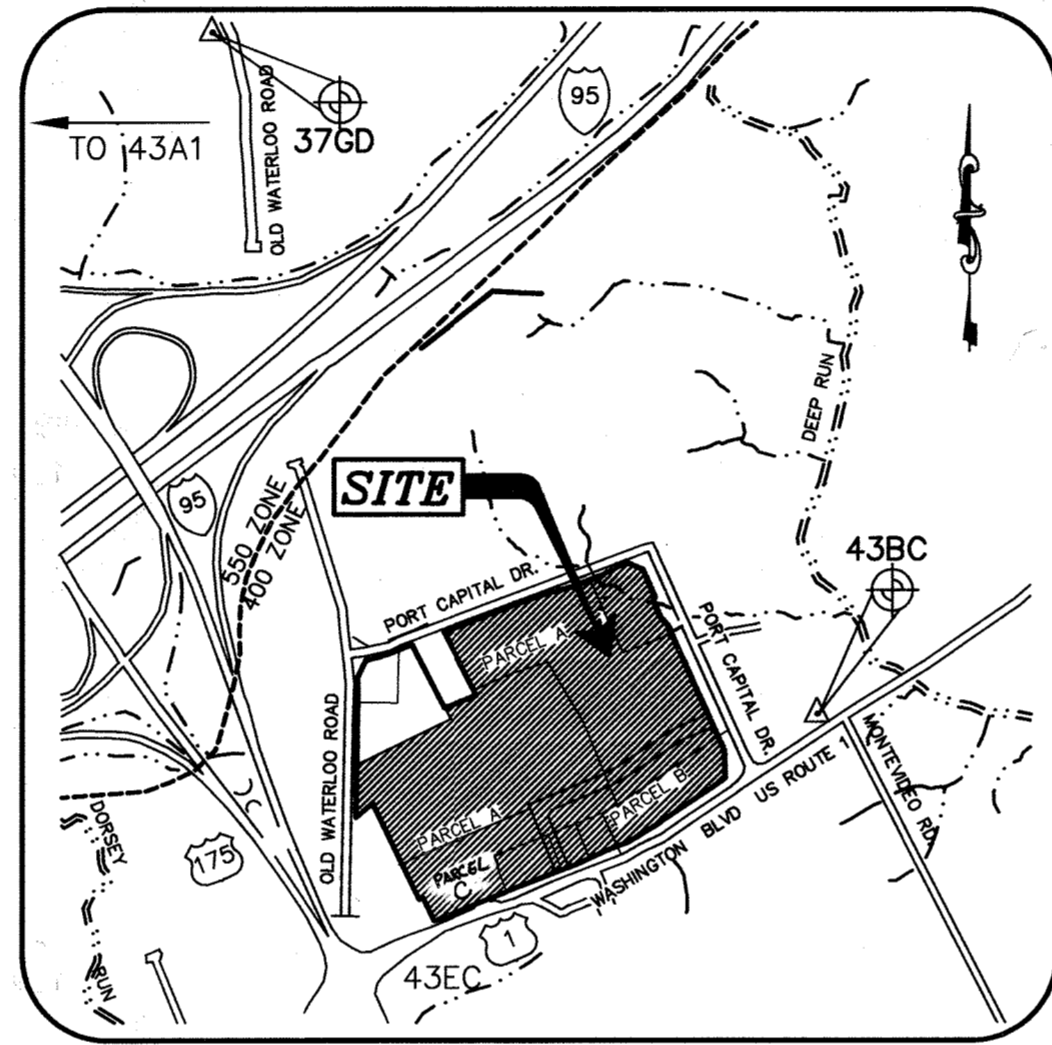 95
OLD WATERLOO ROAD
37GD
TO 43A1
DEEP RUN
SITE
95
550 ZONE
400 ZONE
43BC
PORT CAPITAL DR.
PARCEL A
PORT CAPITAL DR.
OLD WATERLOO ROAD
MONTEVIDEO RD.
PARCEL B
WASHINGTON BLVD US ROUTE 1
PARCEL A
PARCEL
C
DORSEY
RUN
175
1
43EC